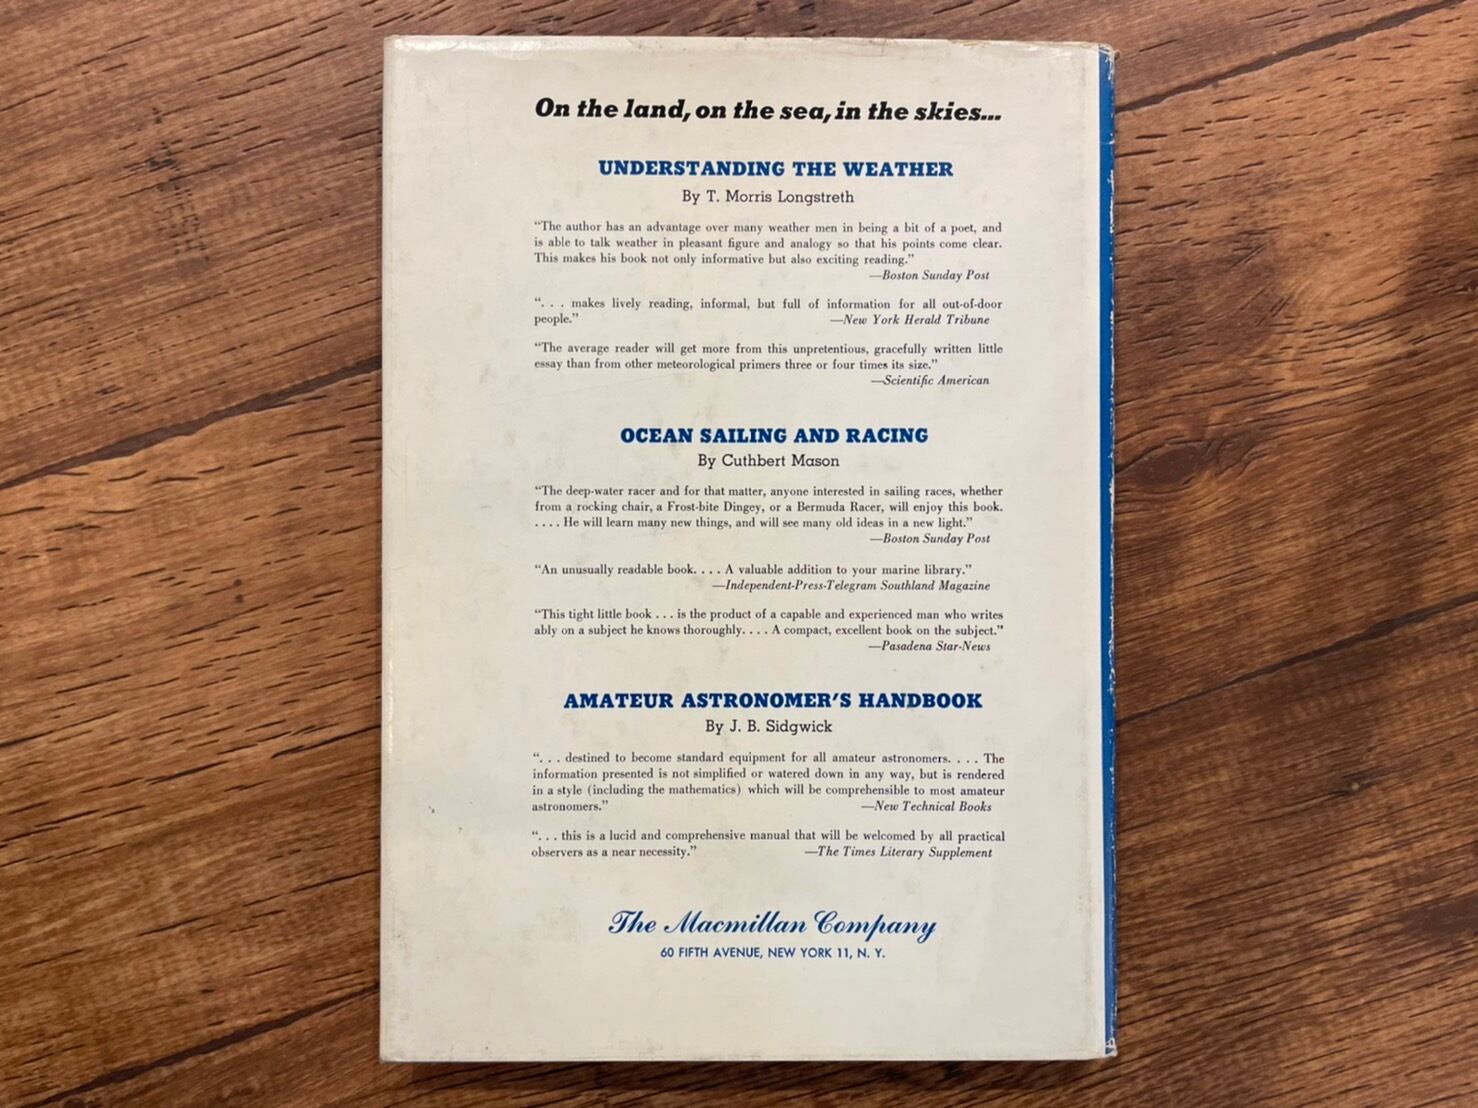 On the land, on the sea, in the skies...
UNDERSTANDING THE WEATHER
By T. Morris Longstreth
“The author has an advantage over many weather men in being a bit of a poet, and
is able to talk weather in pleasant figure and analogy so that his points come clear.
This makes his book not only informative but also exciting reading.”
—Boston Sunday Post
“. . . makes lively reading, informal, but full of information for all out-of-door
people.” —New York Herald Tribune
“The average reader will get more from this unpretentious, gracefully written little
essay than from other meteorological primers three or four times its size.”
—Scientific American
OCEAN SAILING AND RACING
By Cuthbert Mason
“The deep-water racer and for that matter, anyone interested in sailing races, whether
from a rocking chair, a Frost-bite Dingey, or a Bermuda Racer, will enjoy this book.
. . . . He will learn many new things, and will see many old ideas in a new light.”
—Boston Sunday Post
“An unusually readable book. . . . A valuable addition to your marine library.”
—Independent-Press-Telegram Southland Magazine
“This tight little book . . . is the product of a capable and experienced man who writes
ably on a subject he knows thoroughly. . . . A compact, excellent book on the subject.”
—Pasadena Star-News
AMATEUR ASTRONOMER’S HANDBOOK
By J. B. Sidgwick
“. . . destined to become standard equipment for all amateur astronomers. . . . The
information presented is not simplified or watered down in any way, but is rendered
in a style (including the mathematics) which will be comprehensible to most amateur
astronomers.” —New Technical Books
“. . . this is a lucid and comprehensive manual that will be welcomed by all practical
observers as a near necessity.” —The Times Literary Supplement
The Macmillan Company
60 FIFTH AVENUE, NEW YORK 11, N. Y.